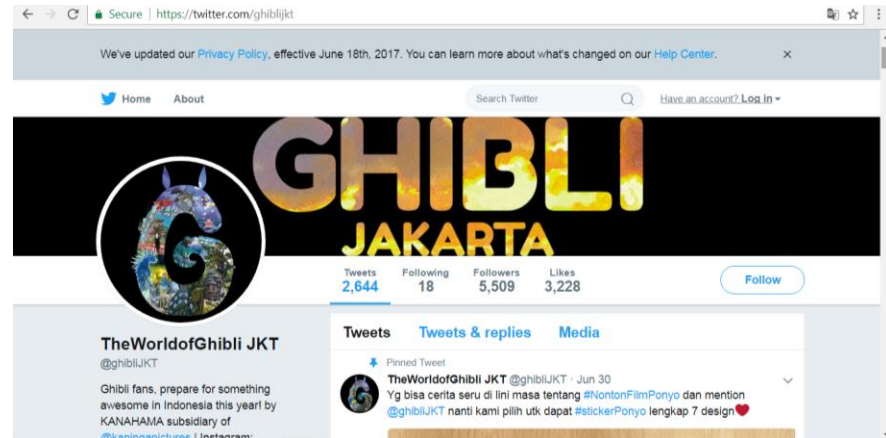 Secure | https://twitter.com/ghiblijkt
We've updated our Privacy Policy, effective June 18th, 2017. You can learn more about what's changed on our Help Center.
Home About Search Twitter Have an account? Log in
GHIBLI
JAKARTA
Tweets Following Followers Likes
2,644 18 5,509 3,228 Follow
TheWorldofGhibli JKT
@ghibliJKT
Ghibli fans, prepare for something
awesome in Indonesia this year! by
KANAHAMA subsidiary of
@kaningapictures | Instagram:
Tweets Tweets & replies Media
Pinned Tweet
TheWorldofGhibli JKT @ghibliJKT · Jun 30
Yg bisa cerita seru di lini masa tentang #NontonFilmPonyo dan mention
@ghibliJKT nanti kami pilih utk dapat #stickerPonyo lengkap 7 design